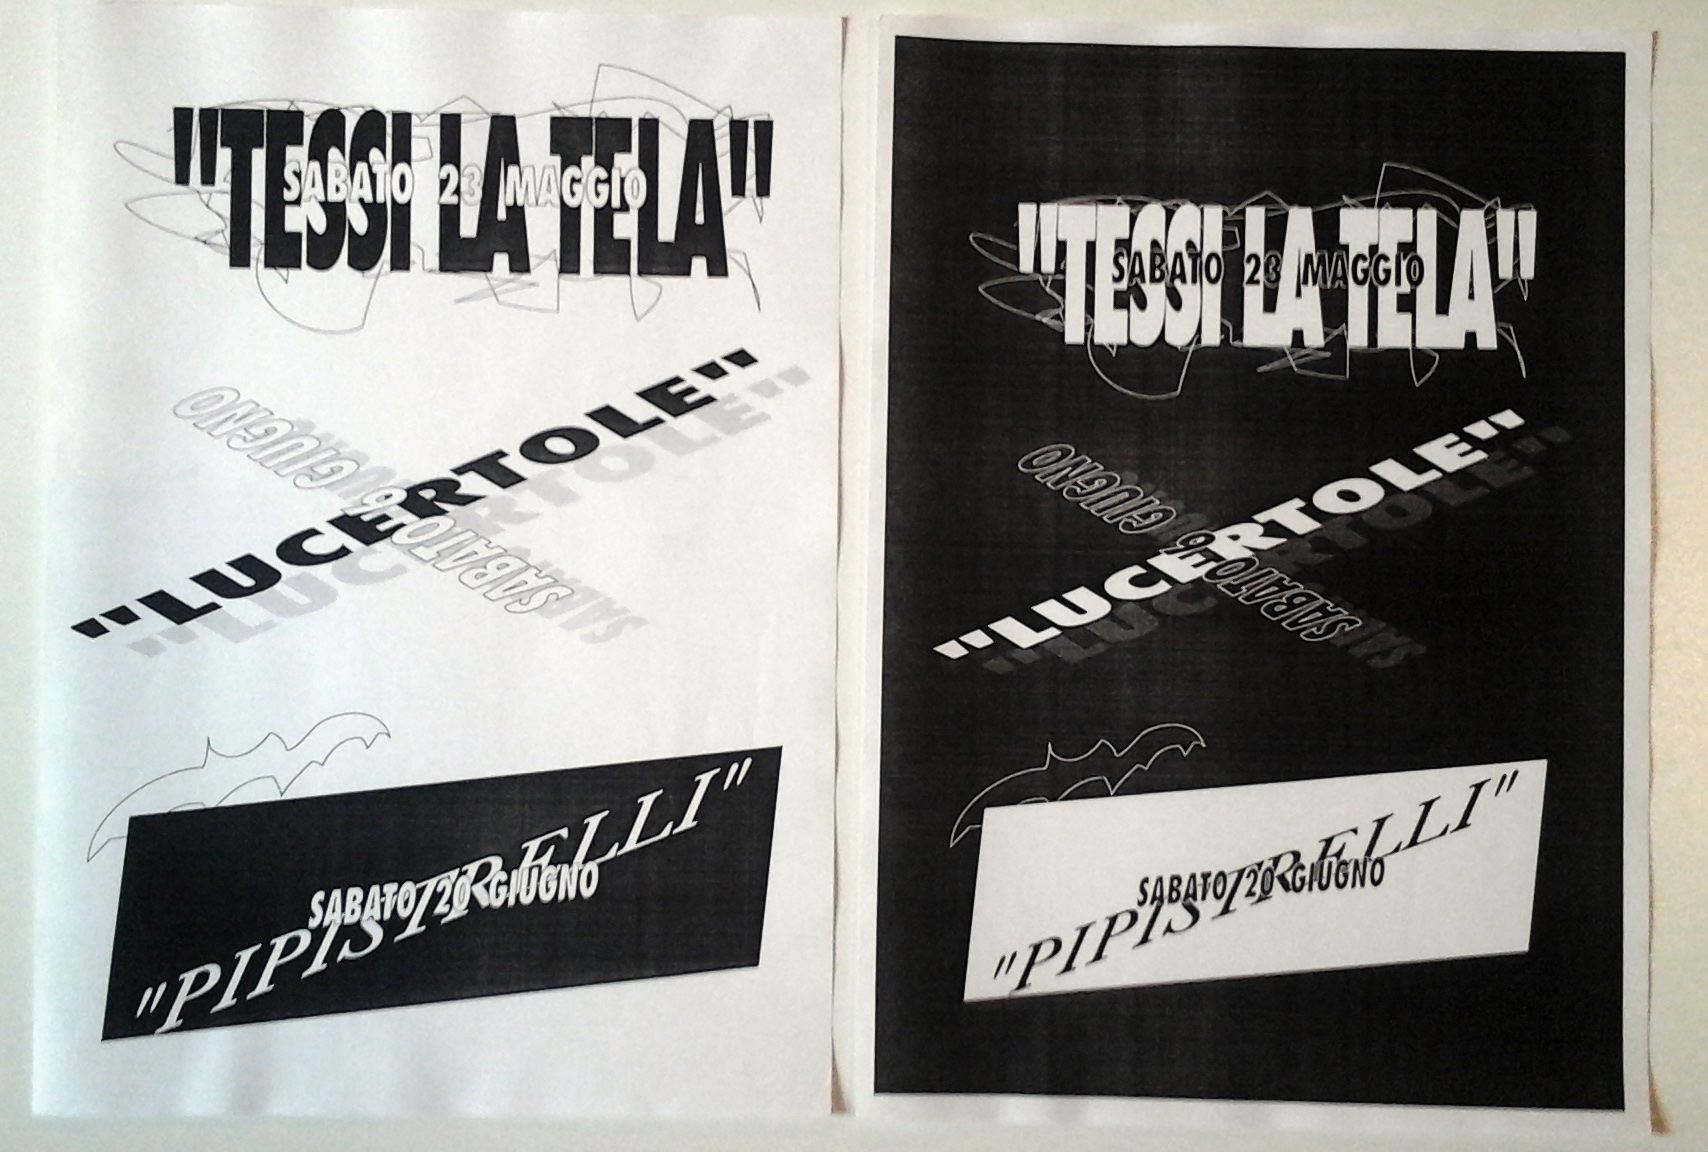 "TESSI LA TELA"
SABATO 23 MAGGIO
"LUCERTOLE"
SABATO 6 GIUGNO
"PIPISTRELLI"
SABATO 20 GIUGNO
"TESSI LA TELA"
SABATO 23 MAGGIO
"LUCERTOLE"
SABATO 6 GIUGNO
"PIPISTRELLI"
SABATO 20 GIUGNO